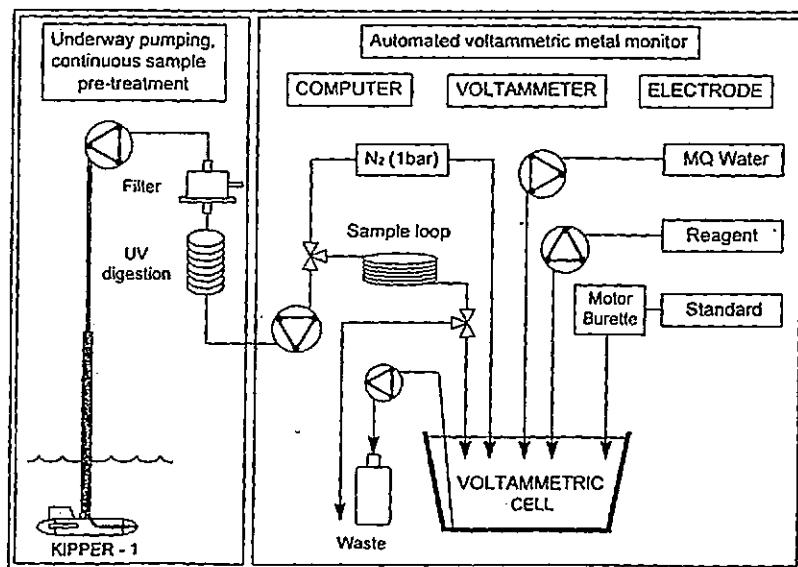 Underway pumping,
continuous sample
pre-treatment
Filter
UV
digestion
KIPPER - 1
Automated voltammetric metal monitor
COMPUTER
VOLTAMMETER
ELECTRODE
N₂ (1bar)
MQ Water
Sample loop
Reagent
Motor
Burette
Standard
VOLTAMMETRIC
CELL
Waste